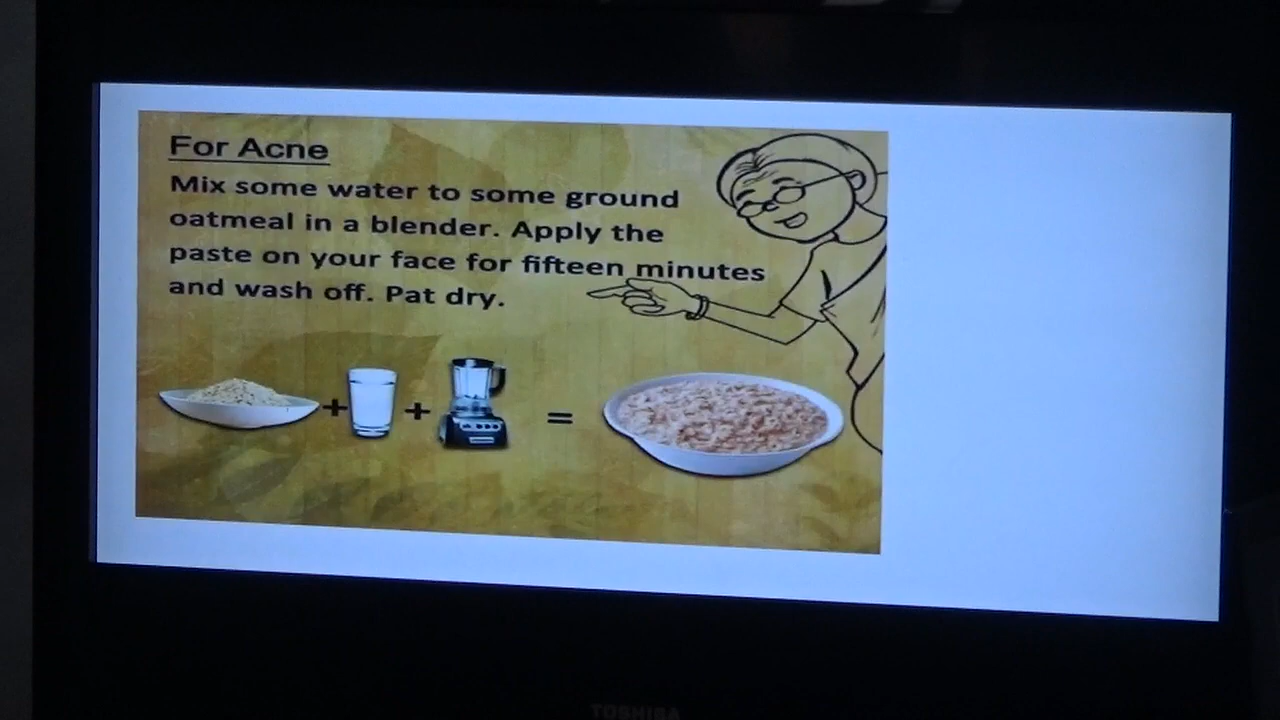 For Acne
Mix some water to some ground
oatmeal in a blender. Apply the
paste on your face for fifteen minutes
and wash off. Pat dry.
+ + =
TOSHIBA